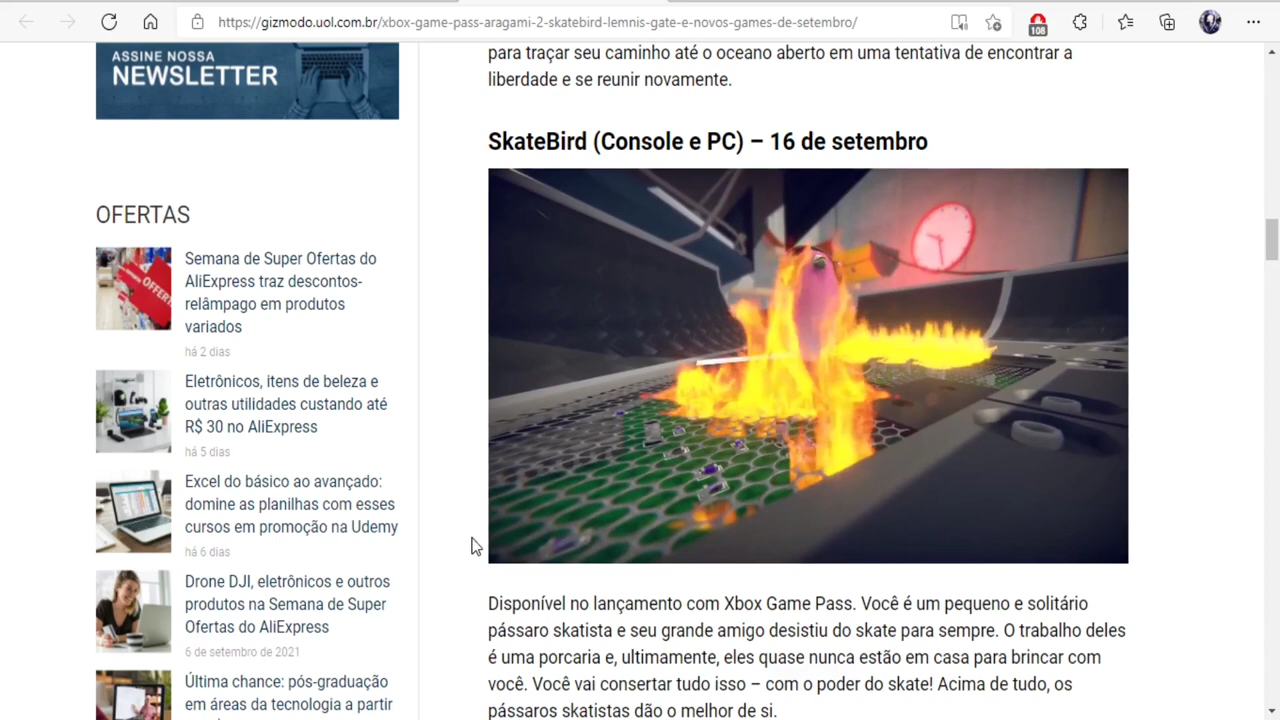 https://gizmodo.uol.com.br/xbox-game-pass-aragami-2-skatebird-lemnis-gate-e-novos-games-de-setembro/
108
ASSINE NOSSA
NEWSLETTER
OFERTAS
Semana de Super Ofertas do
AliExpress traz descontos-
relâmpago em produtos
variados
há 2 dias
Eletrônicos, itens de beleza e
outras utilidades custando até
R$ 30 no AliExpress
há 5 dias
Excel do básico ao avançado:
domine as planilhas com esses
cursos em promoção na Udemy
há 6 dias
Drone DJI, eletrônicos e outros
produtos na Semana de Super
Ofertas do AliExpress
6 de setembro de 2021
Última chance: pós-graduação
em áreas da tecnologia a partir
para traçar seu caminho até o oceano aberto em uma tentativa de encontrar a
liberdade e se reunir novamente.
SkateBird (Console e PC) – 16 de setembro
Disponível no lançamento com Xbox Game Pass. Você é um pequeno e solitário
pássaro skatista e seu grande amigo desistiu do skate para sempre. O trabalho deles
é uma porcaria e, ultimamente, eles quase nunca estão em casa para brincar com
você. Você vai consertar tudo isso – com o poder do skate! Acima de tudo, os
pássaros skatistas dão o melhor de si.